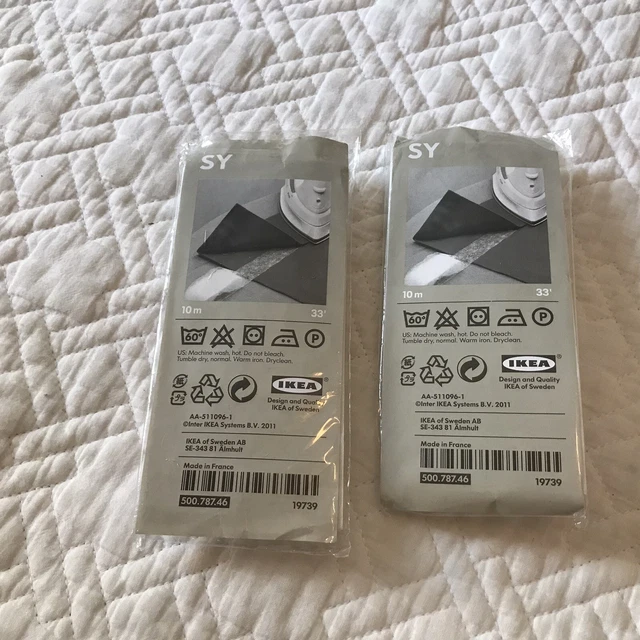 SY
10 m 33'
60°
P
US: Machine wash, hot. Do not bleach.
Tumble dry, normal. Warm iron. Dryclean.
IKEA
Design and Quality
IKEA of Sweden
AA-511096-1
©Inter IKEA Systems B.V. 2011
IKEA of Sweden AB
SE-343 81 Älmhult
Made in France
500.787.46 19739
SY
10 m 33'
60°
P
US: Machine wash, hot. Do not bleach.
Tumble dry, normal. Warm iron. Dryclean.
IKEA
Design and Quality
IKEA of Sweden
AA-511096-1
©Inter IKEA Systems B.V. 2011
IKEA of Sweden AB
SE-343 81 Älmhult
Made in France
500.787.46 19739